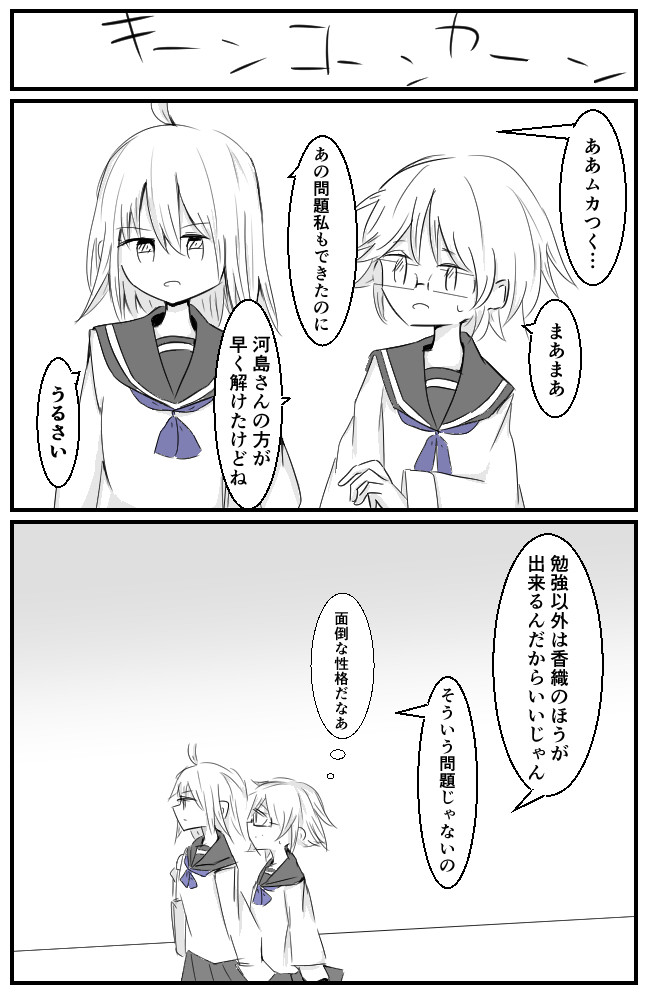 キーンコーンカーン
ああムカつく…
まあまあ
あの問題私もできたのに
河島さんの方が
早く解けたけどね
うるさい
勉強以外は香織のほうが
出来るんだからいいじゃん
そういう問題じゃないの
面倒な性格だなあ